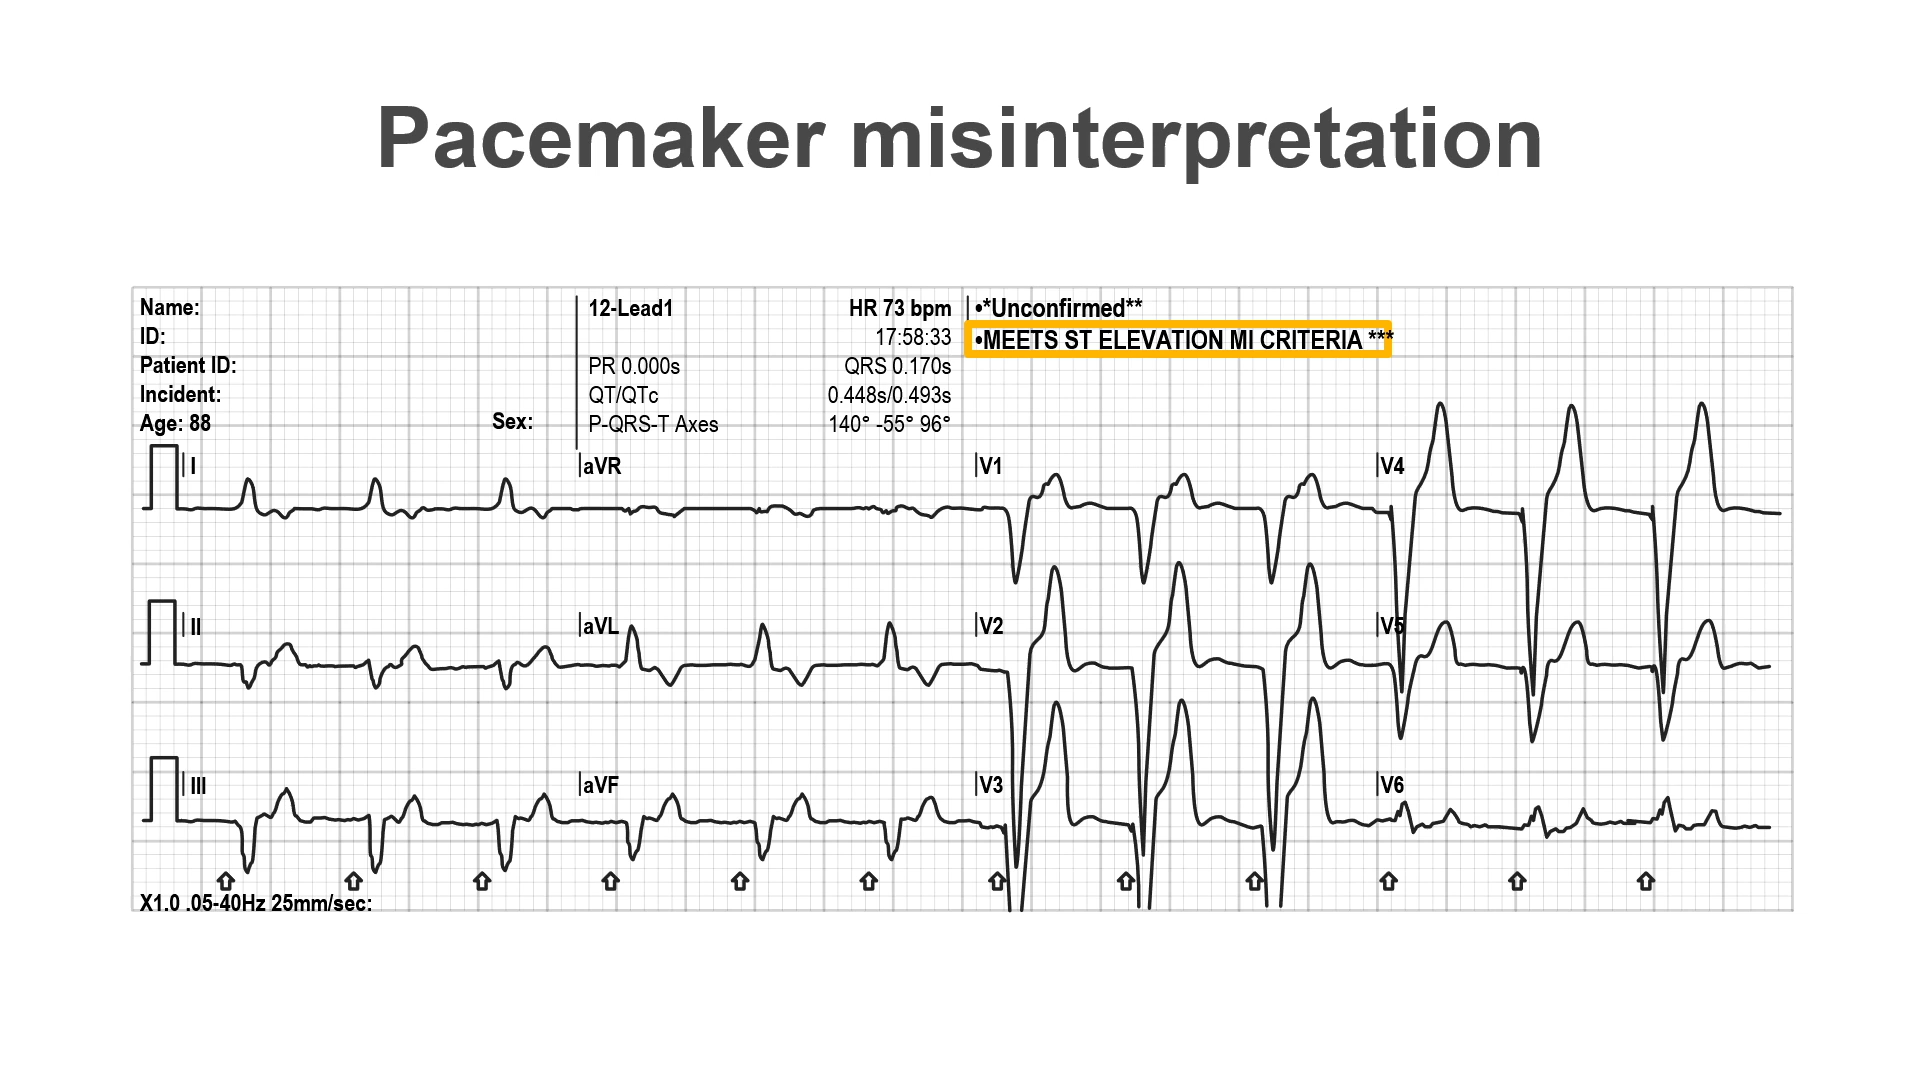 Pacemaker misinterpretation
Name:
ID:
Patient ID:
Incident:
Age: 88 Sex:
12-Lead1 HR 73 bpm
17:58:33
PR 0.000s QRS 0.170s
QT/QTc 0.448s/0.493s
P-QRS-T Axes 140° -55° 96°
•*Unconfirmed**
•MEETS ST ELEVATION MI CRITERIA ***
I aVR V1 V4
II aVL V2 V5
III aVF V3 V6
X1.0 .05-40Hz 25mm/sec: